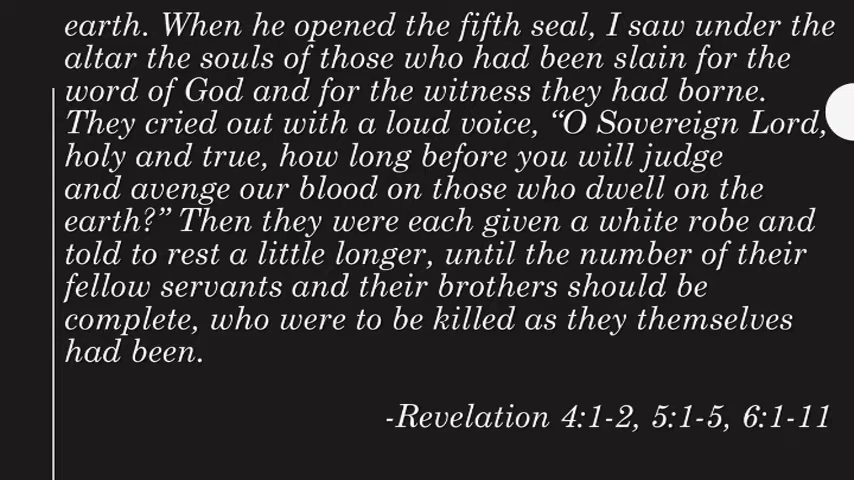 earth. When he opened the fifth seal, I saw under the
altar the souls of those who had been slain for the
word of God and for the witness they had borne.
They cried out with a loud voice, “O Sovereign Lord,
holy and true, how long before you will judge
and avenge our blood on those who dwell on the
earth?” Then they were each given a white robe and
told to rest a little longer, until the number of their
fellow servants and their brothers should be
complete, who were to be killed as they themselves
had been.
-Revelation 4:1-2, 5:1-5, 6:1-11